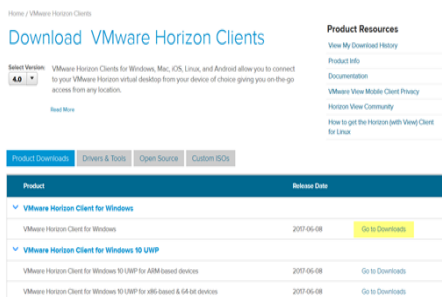 Home / VMware Horizon Clients
Download VMware Horizon Clients
Product Resources
View My Download History
Product Info
Documentation
VMware View Mobile Client Privacy
Horizon View Community
How to get the Horizon (with View) Client
for Linux
Select Version:
4.0
VMware Horizon Clients for Windows, Mac, iOS, Linux, and Android allow you to connect
to your VMware Horizon virtual desktop from your device of choice giving you on-the-go
access from any location.
Read More
Product Downloads Drivers & Tools Open Source Custom ISOs
Product Release Date
VMware Horizon Client for Windows
VMware Horizon Client for Windows 2017-06-08 Go to Downloads
VMware Horizon Client for Windows 10 UWP
VMware Horizon Client for Windows 10 UWP for ARM-based devices 2017-06-08 Go to Downloads
VMware Horizon Client for Windows 10 UWP for x86-based & 64-bit devices 2017-06-08 Go to Downloads